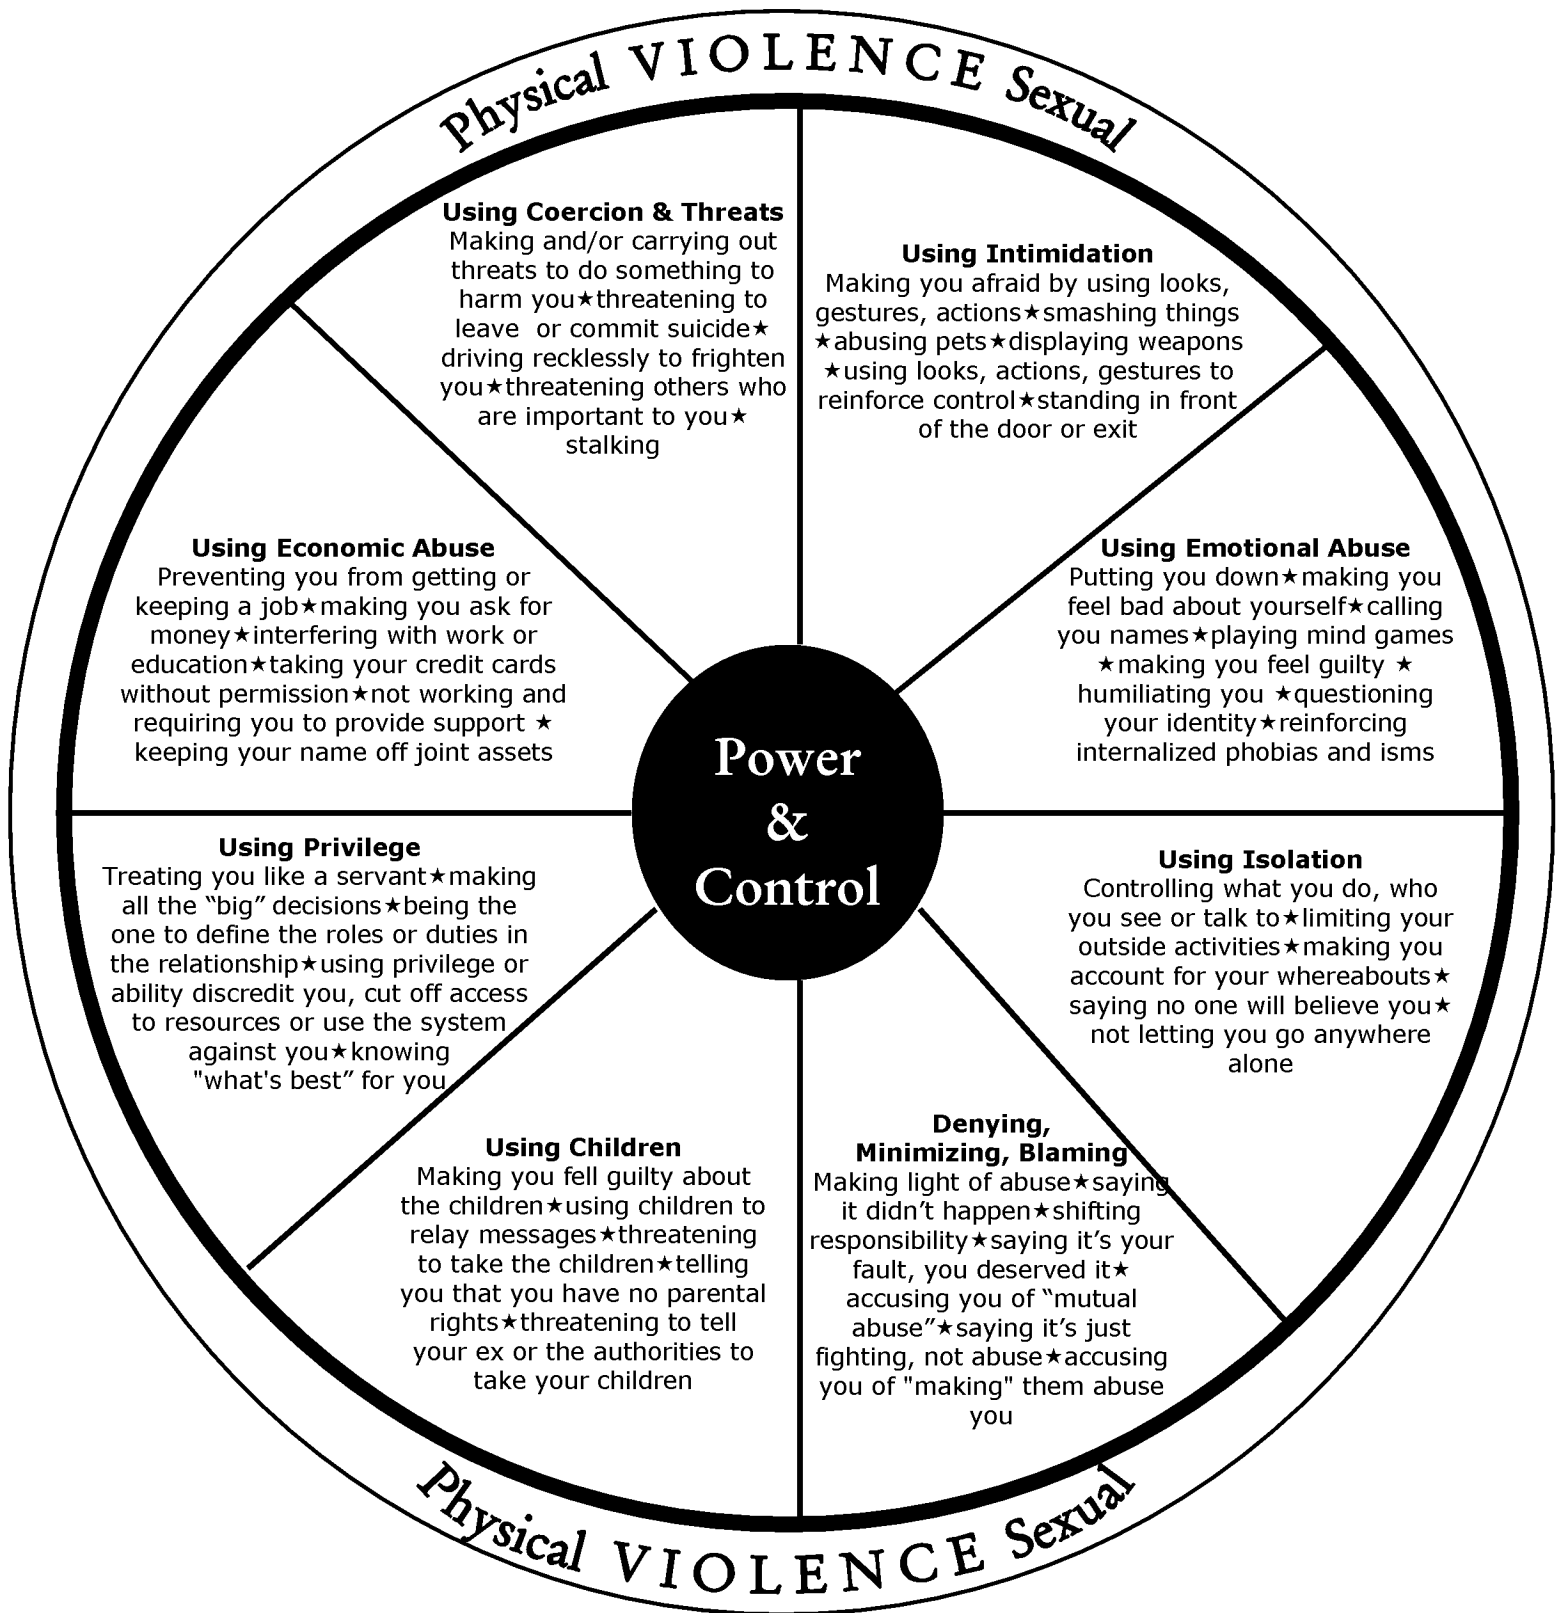 Physical VIOLENCE Sexual
Using Coercion & Threats
Making and/or carrying out
threats to do something to
harm you★threatening to
leave or commit suicide★
driving recklessly to frighten
you★threatening others who
are important to you★
stalking
Using Intimidation
Making you afraid by using looks,
gestures, actions★smashing things
★abusing pets★displaying weapons
★using looks, actions, gestures to
reinforce control★standing in front
of the door or exit
Using Economic Abuse
Preventing you from getting or
keeping a job★making you ask for
money★interfering with work or
education★taking your credit cards
without permission★not working and
requiring you to provide support ★
keeping your name off joint assets
Using Emotional Abuse
Putting you down★making you
feel bad about yourself★calling
you names★playing mind games
★making you feel guilty ★
humiliating you ★questioning
your identity★reinforcing
internalized phobias and isms
Power
&
Control
Using Privilege
Treating you like a servant★making
all the “big” decisions★being the
one to define the roles or duties in
the relationship★using privilege or
ability discredit you, cut off access
to resources or use the system
against you★knowing
"what's best” for you
Using Isolation
Controlling what you do, who
you see or talk to★limiting your
outside activities★making you
account for your whereabouts★
saying no one will believe you★
not letting you go anywhere
alone
Using Children
Making you fell guilty about
the children★using children to
relay messages★threatening
to take the children★telling
you that you have no parental
rights★threatening to tell
your ex or the authorities to
take your children
Denying,
Minimizing, Blaming
Making light of abuse★saying
it didn’t happen★shifting
responsibility★saying it’s your
fault, you deserved it★
accusing you of “mutual
abuse”★saying it’s just
fighting, not abuse★accusing
you of "making" them abuse
you
Physical VIOLENCE Sexual